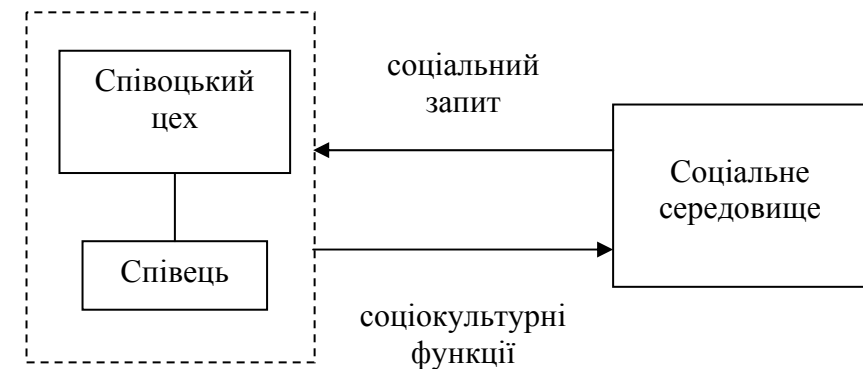 Співоцький
цех
Співець
соціальний
запит
соціокультурні
функції
Соціальне
середовище